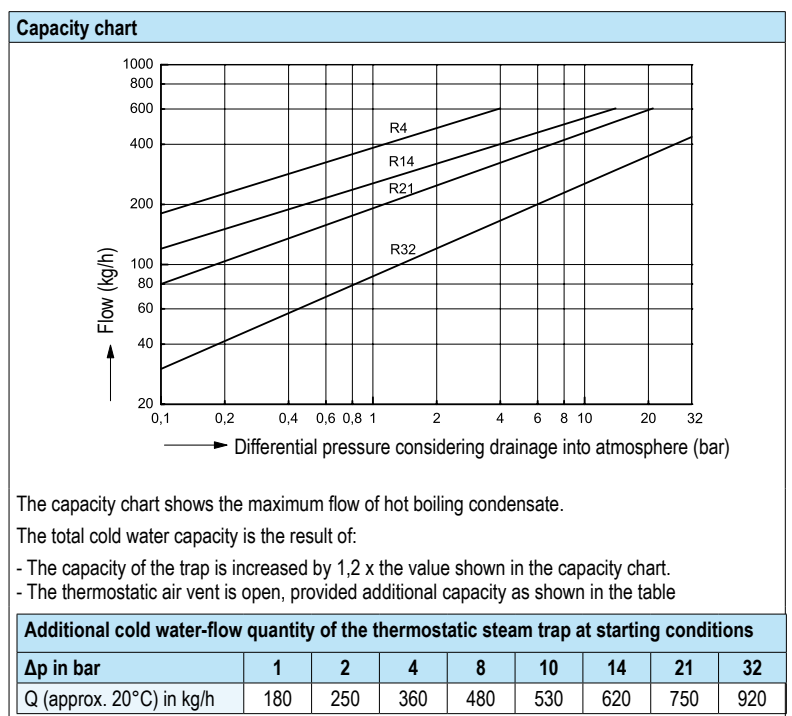 Capacity chart
1000
800
600
400
200
100
80
60
40
20
Flow (kg/h)
R4
R14
R21
R32
0,1 0,2 0,4 0,6 0,8 1 2 4 6 8 10 20 32
Differential pressure considering drainage into atmosphere (bar)
The capacity chart shows the maximum flow of hot boiling condensate.
The total cold water capacity is the result of:
- The capacity of the trap is increased by 1,2 x the value shown in the capacity chart.
- The thermostatic air vent is open, provided additional capacity as shown in the table
Additional cold water-flow quantity of the thermostatic steam trap at starting conditions
Δp in bar 1 2 4 8 10 14 21 32
Q (approx. 20°C) in kg/h 180 250 360 480 530 620 750 920